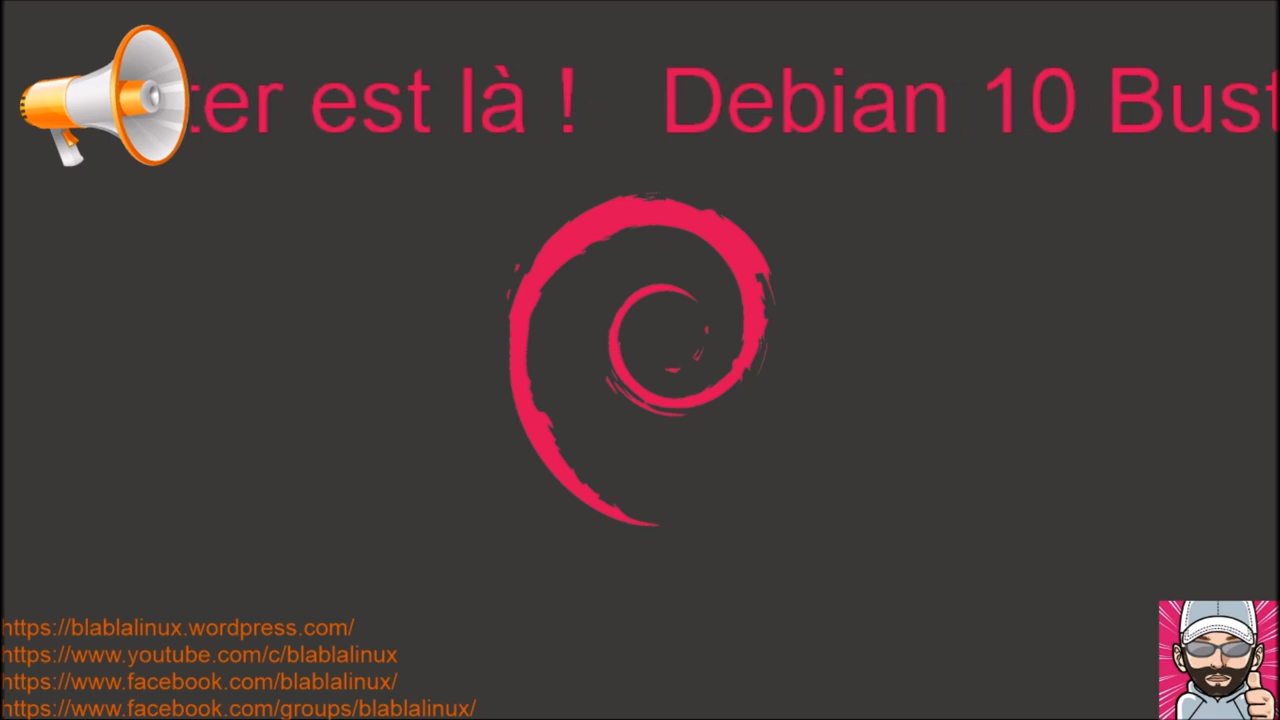 ter est là ! Debian 10 Bust
https://blablalinux.wordpress.com/
https://www.youtube.com/c/blablalinux
https://www.facebook.com/blablalinux/
https://www.facebook.com/groups/blablalinux/